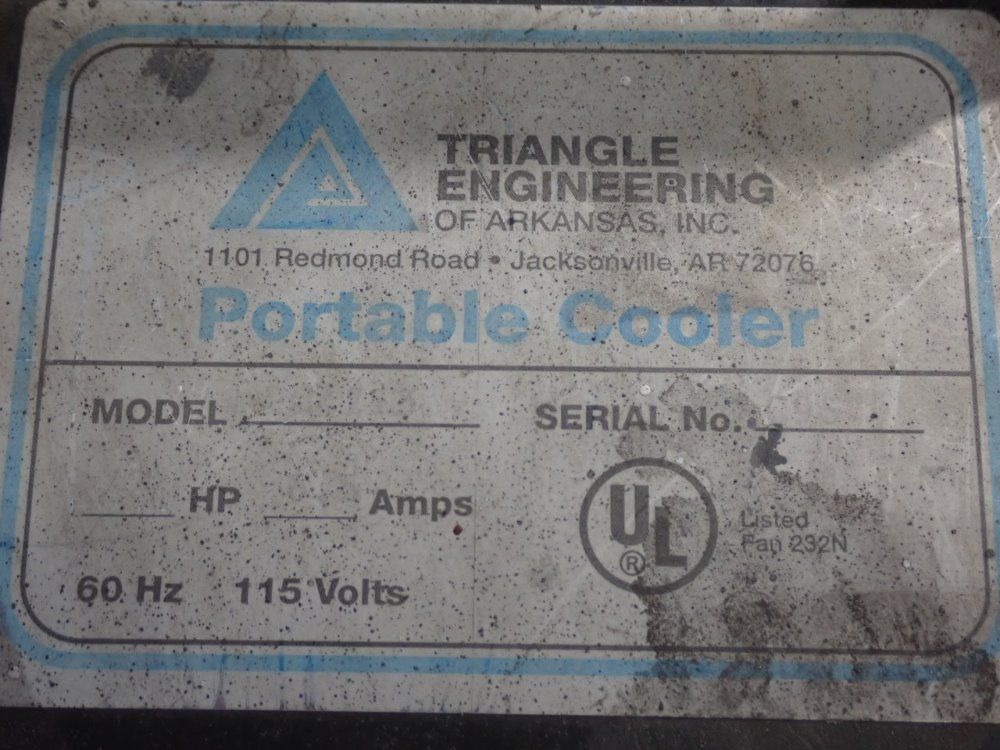 TRIANGLE
ENGINEERING
OF ARKANSAS, INC.
1101 Redmond Road • Jacksonville, AR 72076
Portable Cooler
MODEL SERIAL No.
HP Amps
UL
®
Listed
Fan 232N
60 Hz 115 Volts